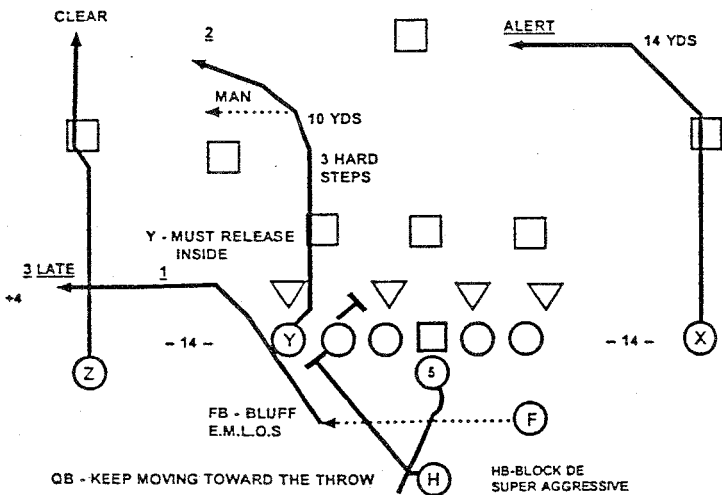 CLEAR
2
ALERT
14 YDS
MAN
10 YDS
3 HARD
STEPS
Y - MUST RELEASE
INSIDE
3 LATE
1
+4
- 14 -
Y
- 14 -
X
Z
5
FB - BLUFF
E.M.L.O.S
F
QB - KEEP MOVING TOWARD THE THROW
H
HB-BLOCK DE
SUPER AGGRESSIVE